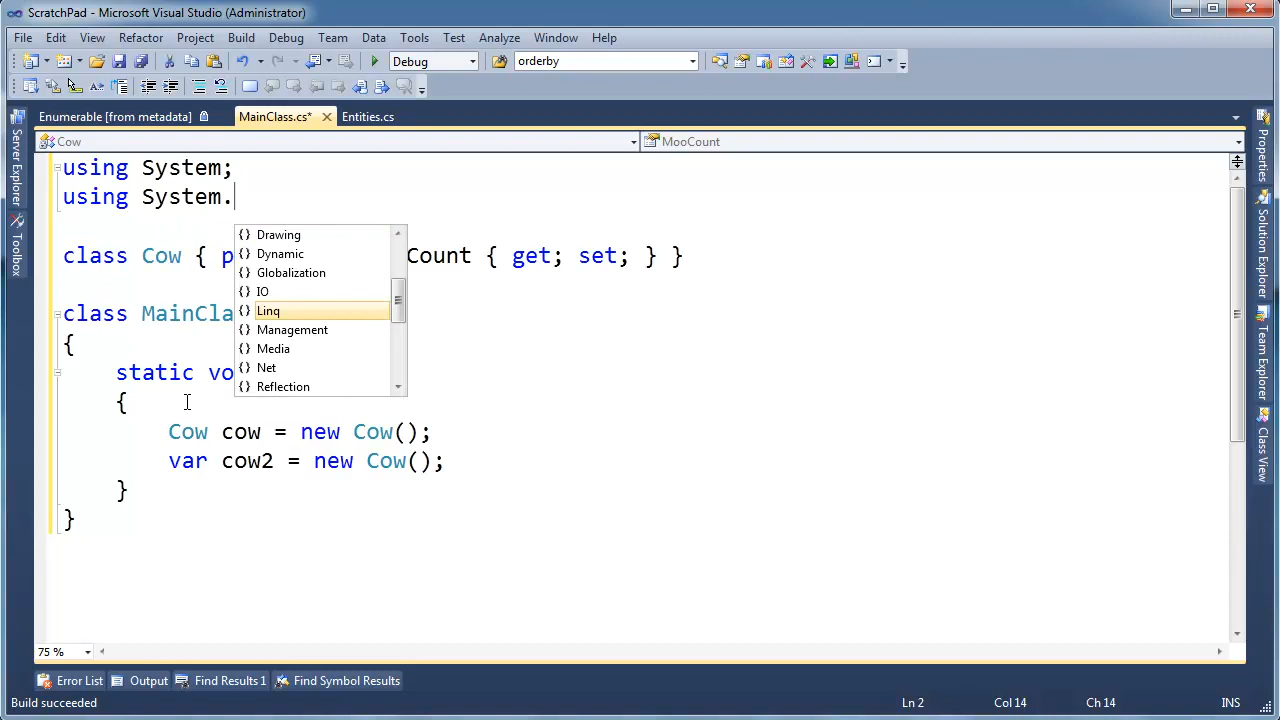 ScratchPad - Microsoft Visual Studio (Administrator)
File Edit View Refactor Project Build Debug Team Data Tools Test Analyze Window Help
Debug orderby
Enumerable [from metadata] MainClass.cs* Entities.cs
Cow MooCount
using System;
using System.
Drawing
Dynamic
Globalization
IO
Linq
Management
Media
Net
Reflection
class Cow { p Count { get; set; } }
class MainCla
{
static vo
{
Cow cow = new Cow();
var cow2 = new Cow();
}
}
Server Explorer
Toolbox
Properties
Solution Explorer
Team Explorer
Class View
75 %
Error List Output Find Results 1 Find Symbol Results
Build succeeded Ln 2 Col 14 Ch 14 INS